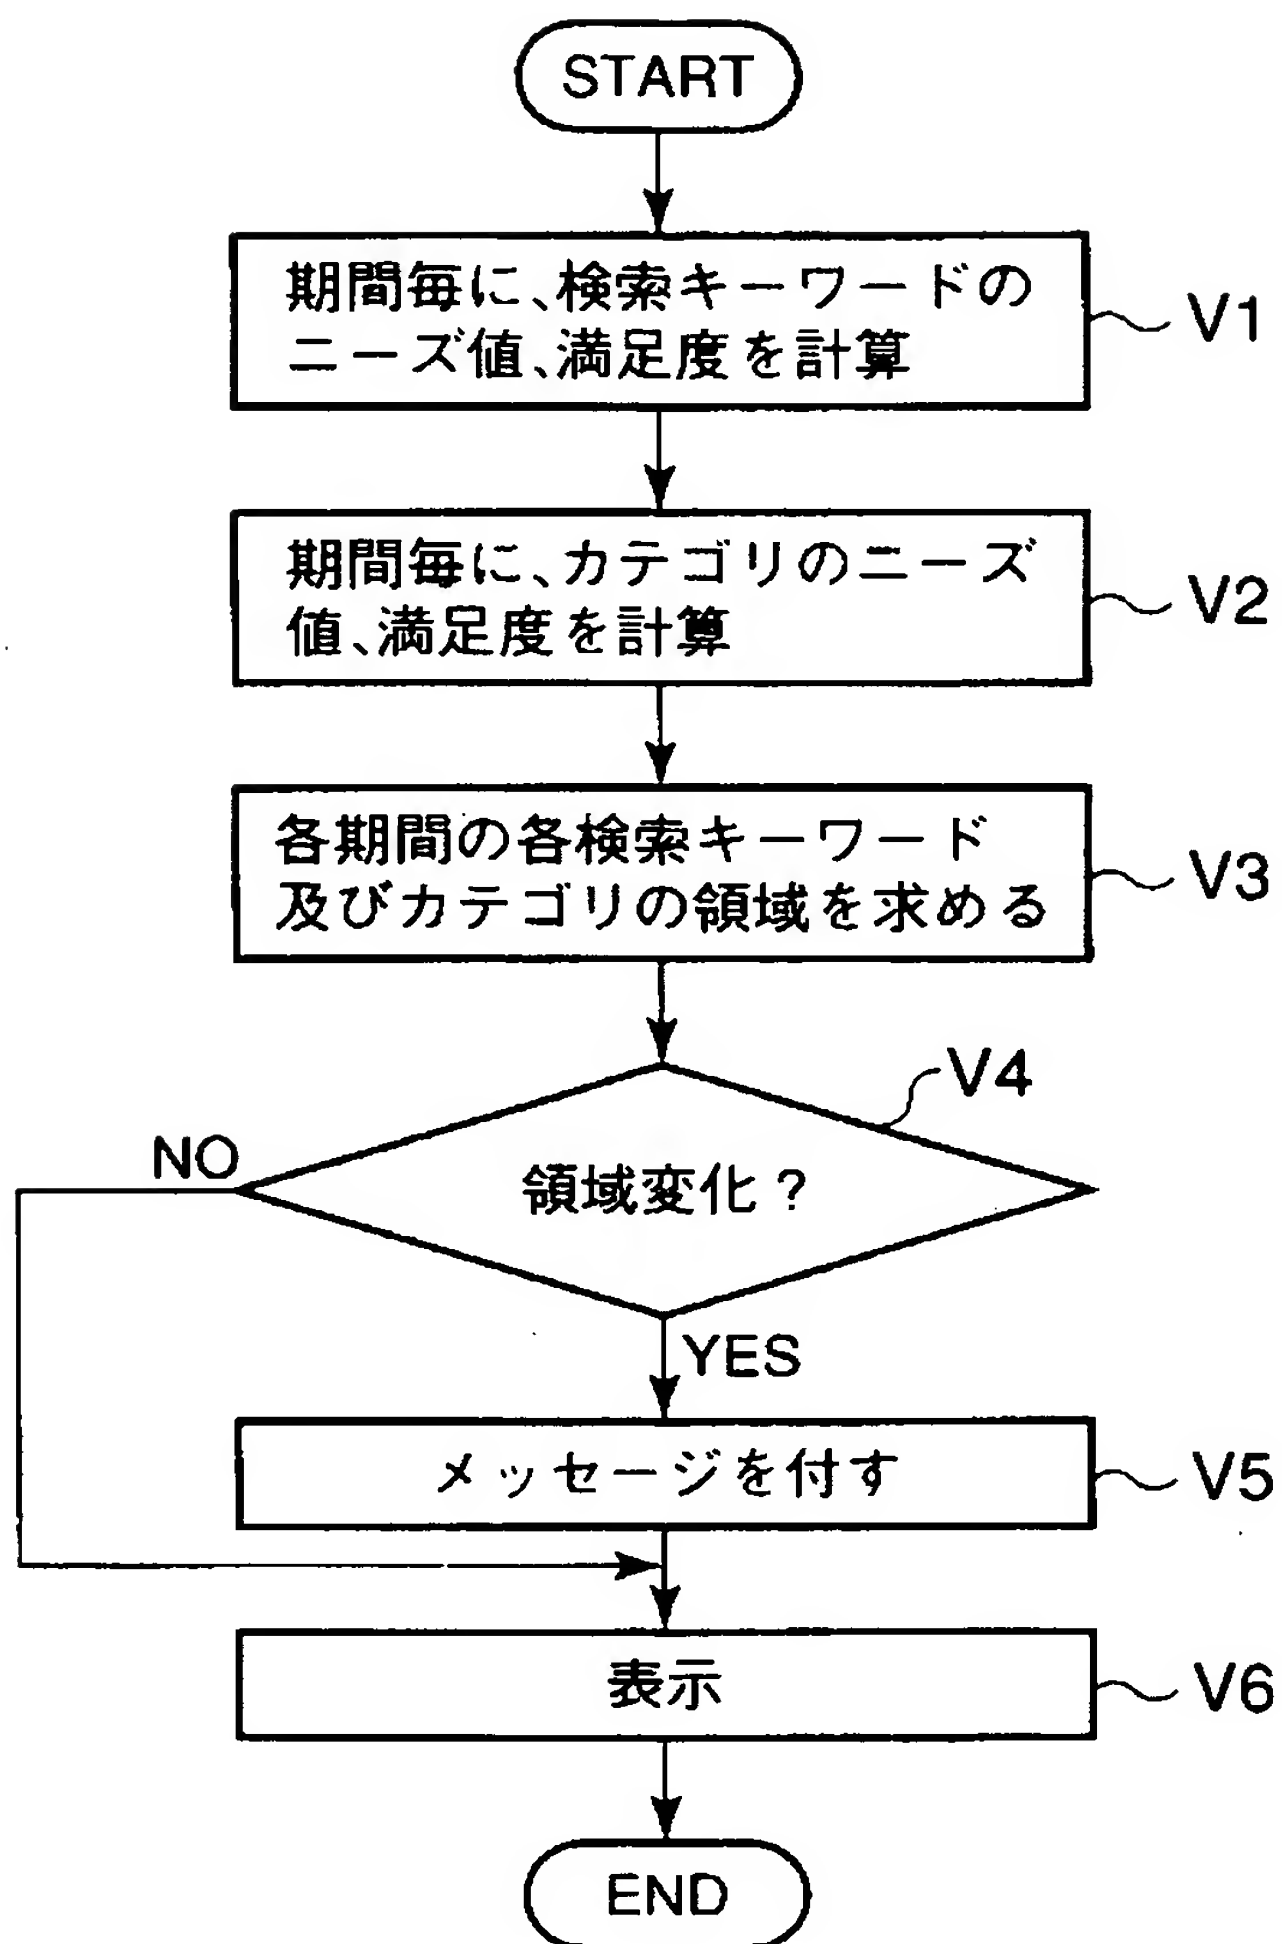 START
期間毎に、検索キーワードの
ニーズ値、満足度を計算
V1
期間毎に、カテゴリのニーズ
値、満足度を計算
V2
各期間の各検索キーワード
及びカテゴリの領域を求める
V3
V4
NO
領域変化？
YES
メッセージを付す
V5
表示
V6
END